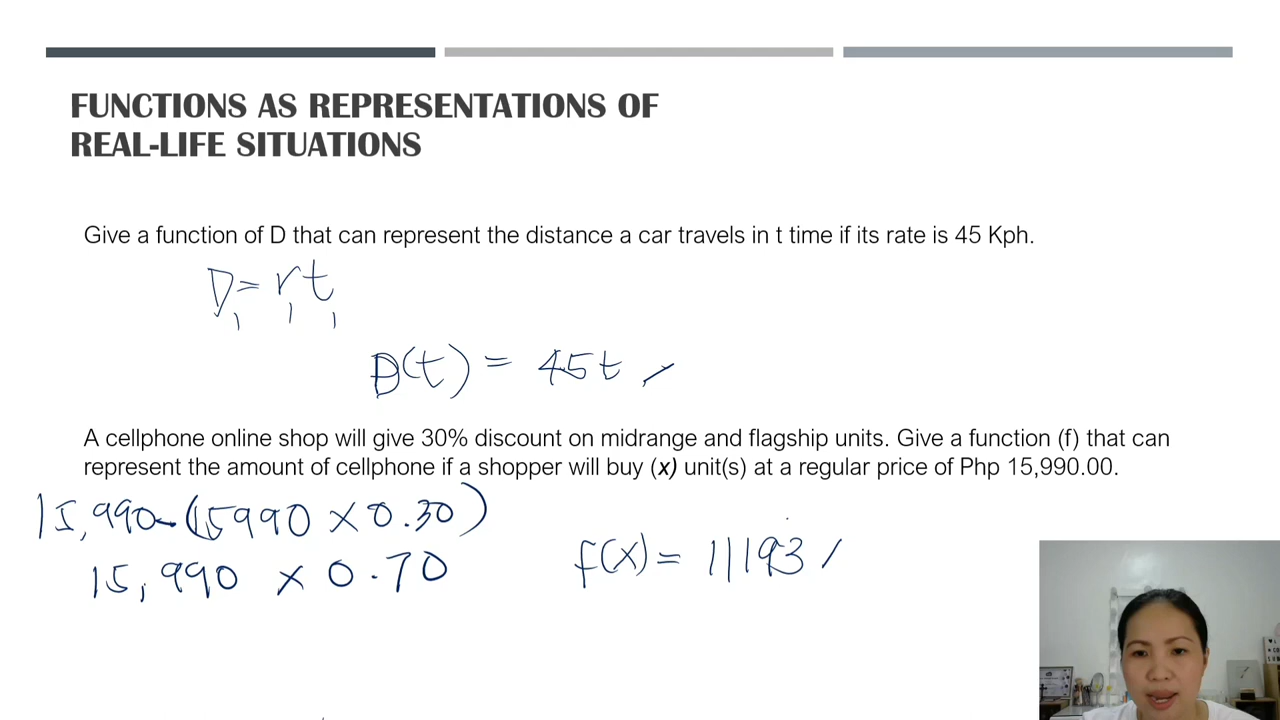 FUNCTIONS AS REPRESENTATIONS OF
REAL-LIFE SITUATIONS
Give a function of D that can represent the distance a car travels in t time if its rate is 45 Kph.
D = rt
D(t) = 45t
A cellphone online shop will give 30% discount on midrange and flagship units. Give a function (f) that can
represent the amount of cellphone if a shopper will buy (x) unit(s) at a regular price of Php 15,990.00.
15,990-(15990 x 0.30)
15,990 x 0.70
f(x) = 11193